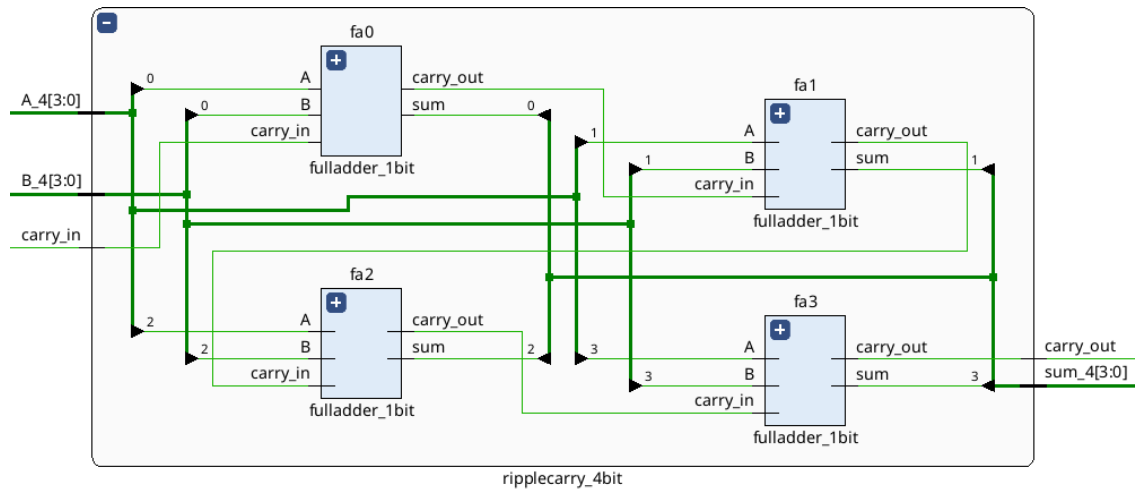 fa0
0
A
carry_out
A_4[3:0]
0
B
sum
0
carry_in
fulladder_1bit
fa1
1
A
carry_out
1
B
sum
1
carry_in
fulladder_1bit
B_4[3:0]
carry_in
fa2
2
A
carry_out
2
B
sum
2
carry_in
fulladder_1bit
fa3
3
A
carry_out
carry_out
3
B
sum
3
sum_4[3:0]
carry_in
fulladder_1bit
ripplecarry_4bit